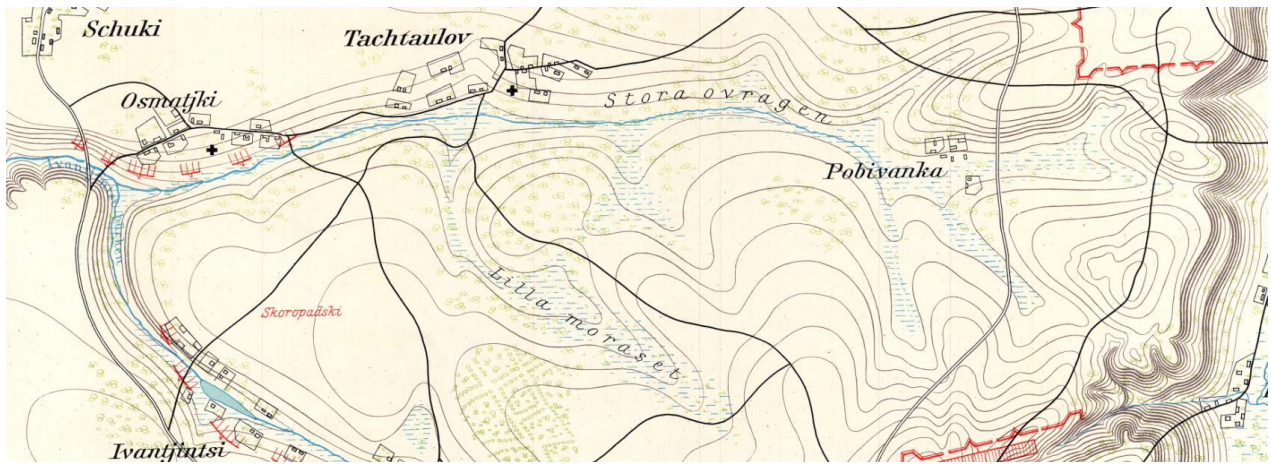 Schuki
Tachtaulov
Osmatjki
Stora ovragen
Pobivanka
Lilla moraset
Skoropadski
Ivantjintsi